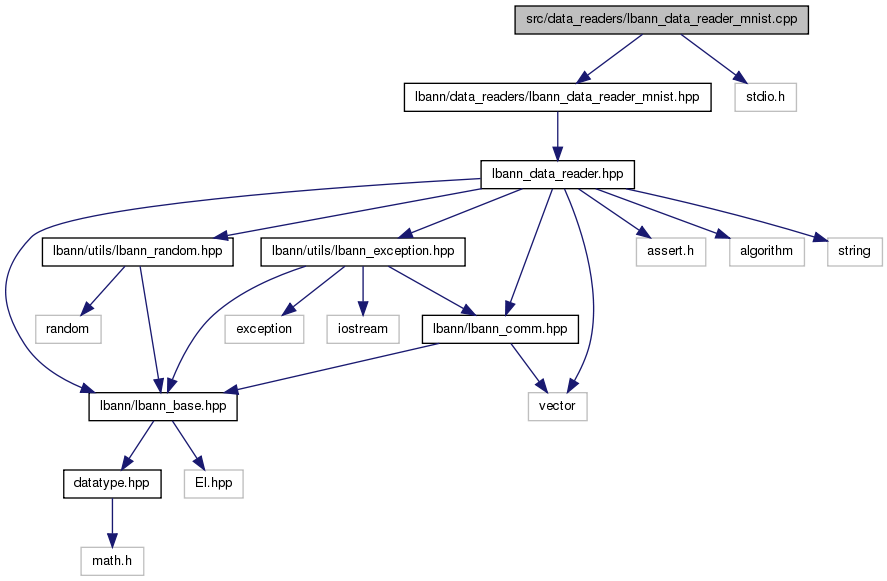 src/data_readers/lbann_data_reader_mnist.cpp
lbann/data_readers/lbann_data_reader_mnist.hpp
stdio.h
lbann_data_reader.hpp
lbann/utils/lbann_random.hpp
lbann/utils/lbann_exception.hpp
assert.h
algorithm
string
random
exception
iostream
lbann/lbann_comm.hpp
lbann/lbann_base.hpp
vector
datatype.hpp
El.hpp
math.h